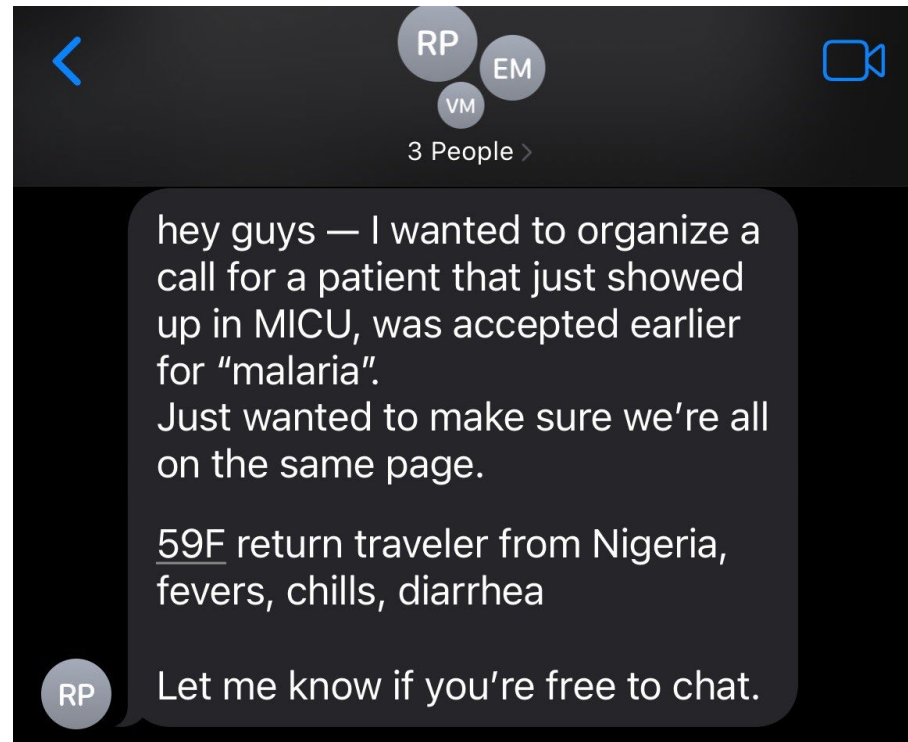 RP
EM
VM
3 People >
hey guys — I wanted to organize a
call for a patient that just showed
up in MICU, was accepted earlier
for “malaria”.
Just wanted to make sure we’re all
on the same page.
59F return traveler from Nigeria,
fevers, chills, diarrhea
Let me know if you’re free to chat.
RP